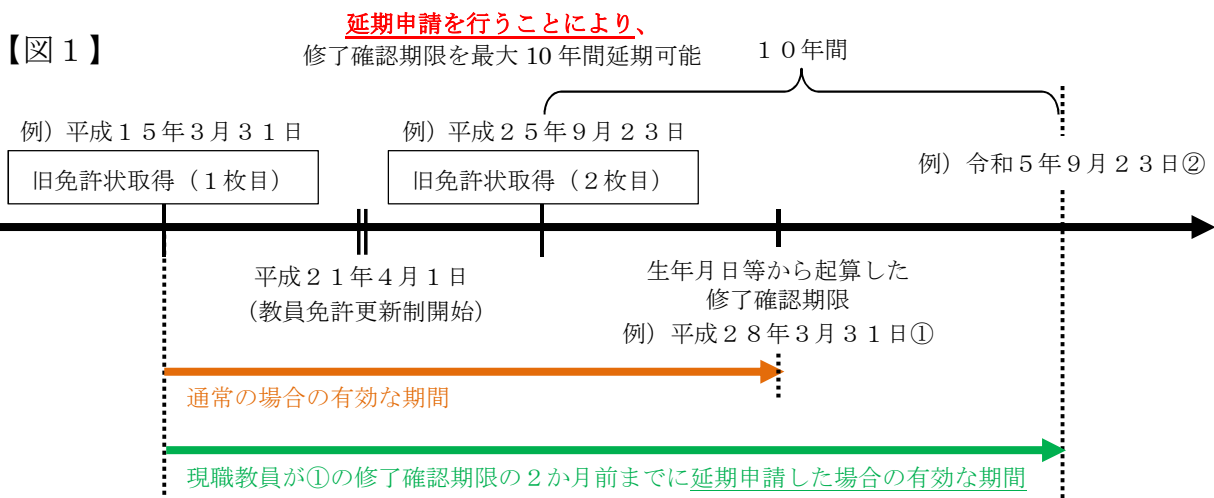 延期申請を行うことにより、
【図１】
修了確認期限を最大 10 年間延期可能
１０年間
例）平成１５年３月３１日
例）平成２５年９月２３日
例）令和５年９月２３日②
旧免許状取得（１枚目）
旧免許状取得（２枚目）
平成２１年４月１日
（教員免許更新制開始）
生年月日等から起算した
修了確認期限
例）平成２８年３月３１日①
通常の場合の有効な期間
現職教員が①の修了確認期限の２か月前までに延期申請した場合の有効な期間